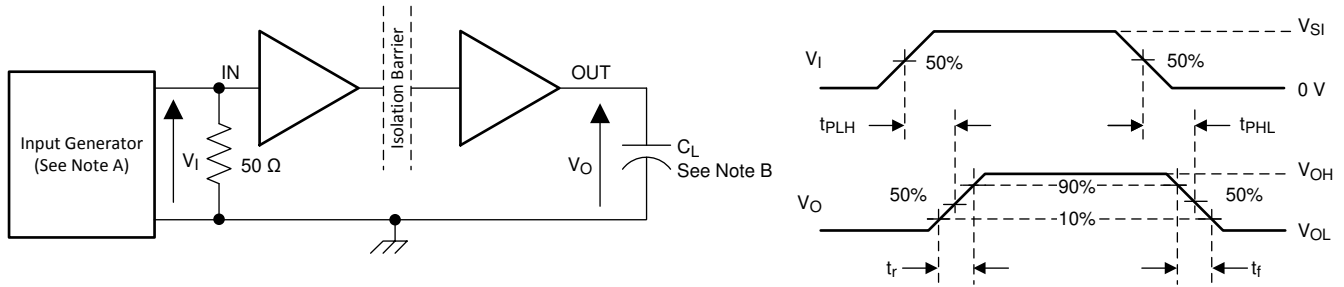 Input Generator
(See Note A)
V_I
IN
50 Ω
Isolation Barrier
OUT
V_O
C_L
See Note B
V_I
50%
50%
V_SI
0 V
t_PLH
t_PHL
V_O
50%
90%
10%
50%
V_OH
V_OL
t_r
t_f